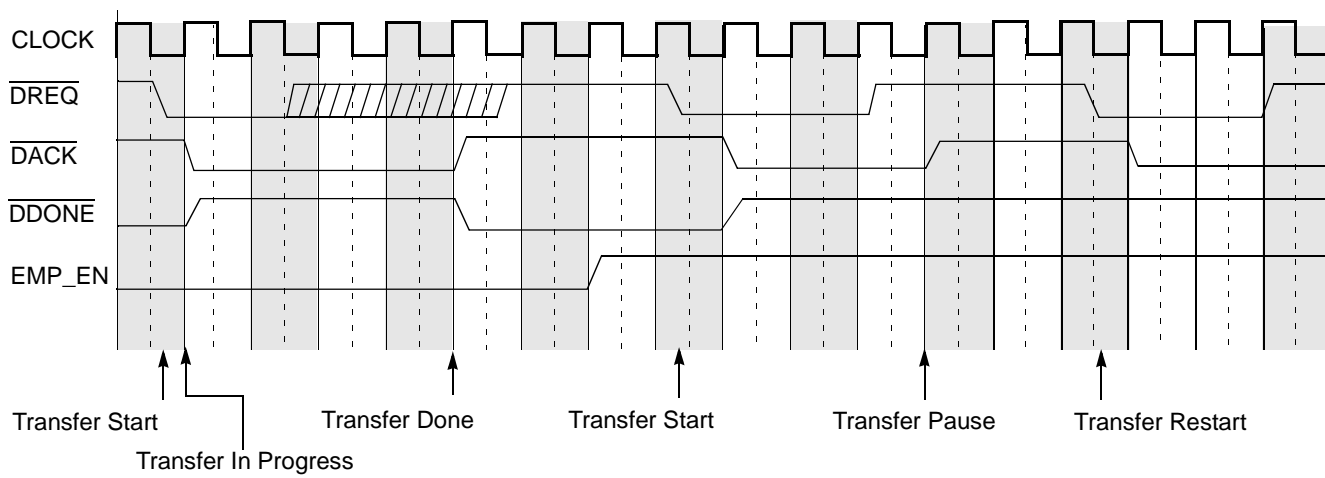 CLOCK
DREQ
DACK
DDONE
EMP_EN
Transfer Start
Transfer Done
Transfer Start
Transfer Pause
Transfer Restart
Transfer In Progress